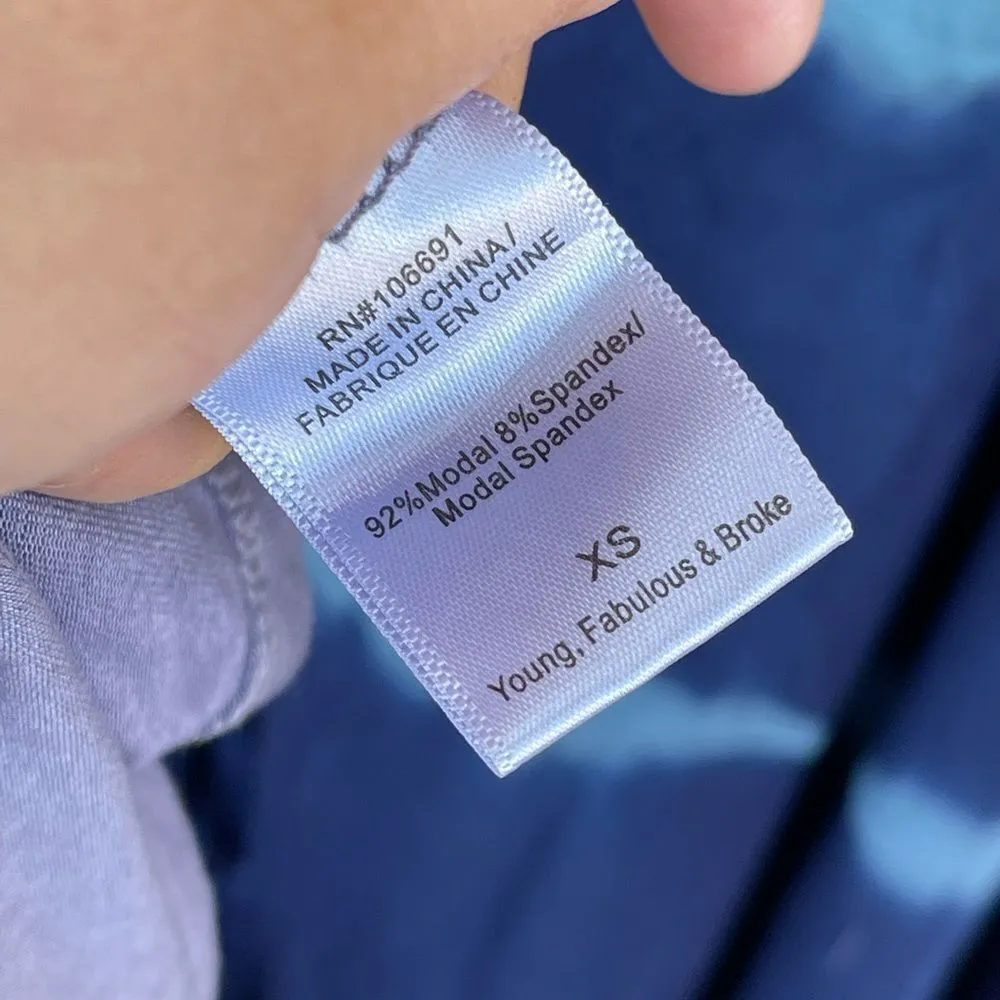 RN#106691
MADE IN CHINA/
FABRIQUE EN CHINE
92%Modal 8%Spandex/
Modal Spandex
XS
Young, Fabulous & Broke